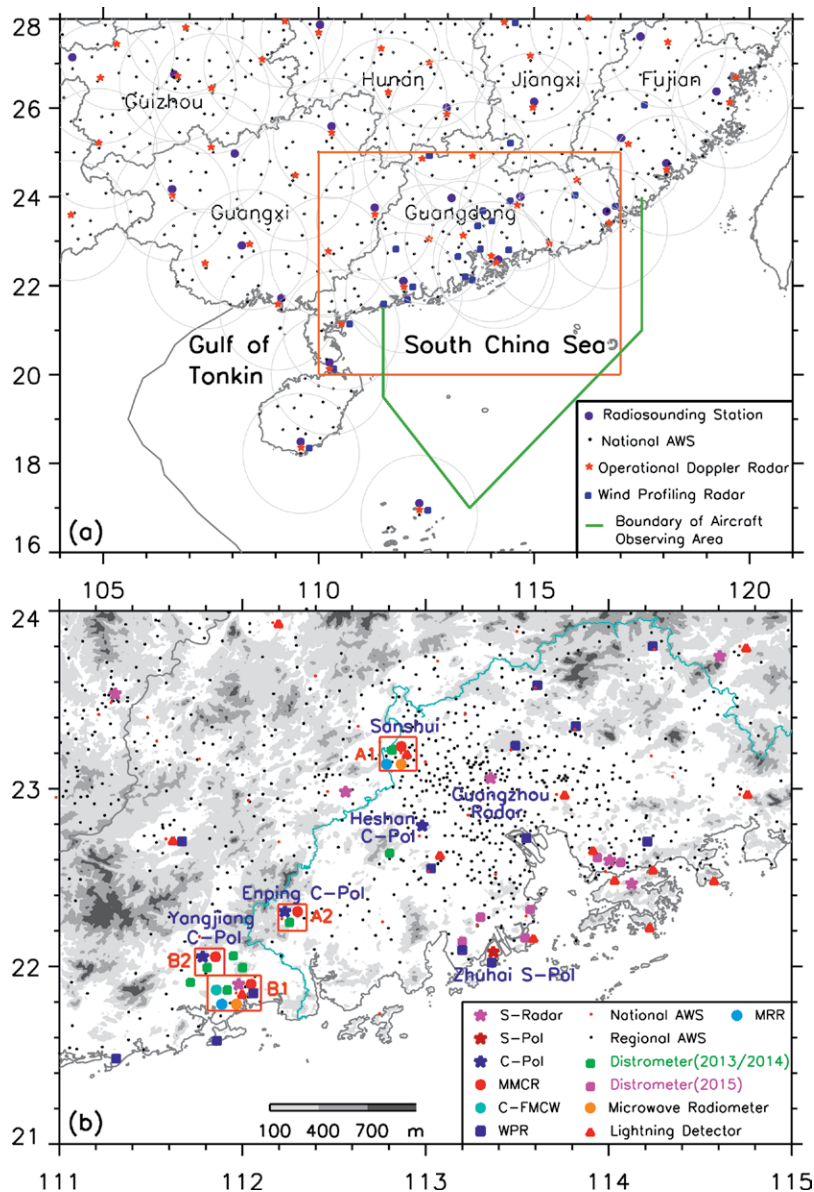 28
26
24
22
20
18
16
Hunan
Jiangxi
Fujian
Guizhou
Guangxi
Guangdong
Gulf of
Tonkin
South China Sea
Radiosounding Station
National AWS
Operational Doppler Radar
Wind Profiling Radar
Boundary of Aircraft
Observing Area
(a)
105 110 115 120
24
23
22
21
Sanshui
A1
Guangzhou
Radar
Heshan
C-Pol
Enping C-Pol
A2
Yangjiang
C-Pol
B2
B1
Zhuhai S-Pol
S-Radar
S-Pol
C-Pol
MMCR
C-FMCW
WPR
National AWS
Regional AWS
Distrometer(2013/2014)
Distrometer(2015)
Microwave Radiometer
Lightning Detector
MRR
100 400 700 m
(b)
111 112 113 114 115